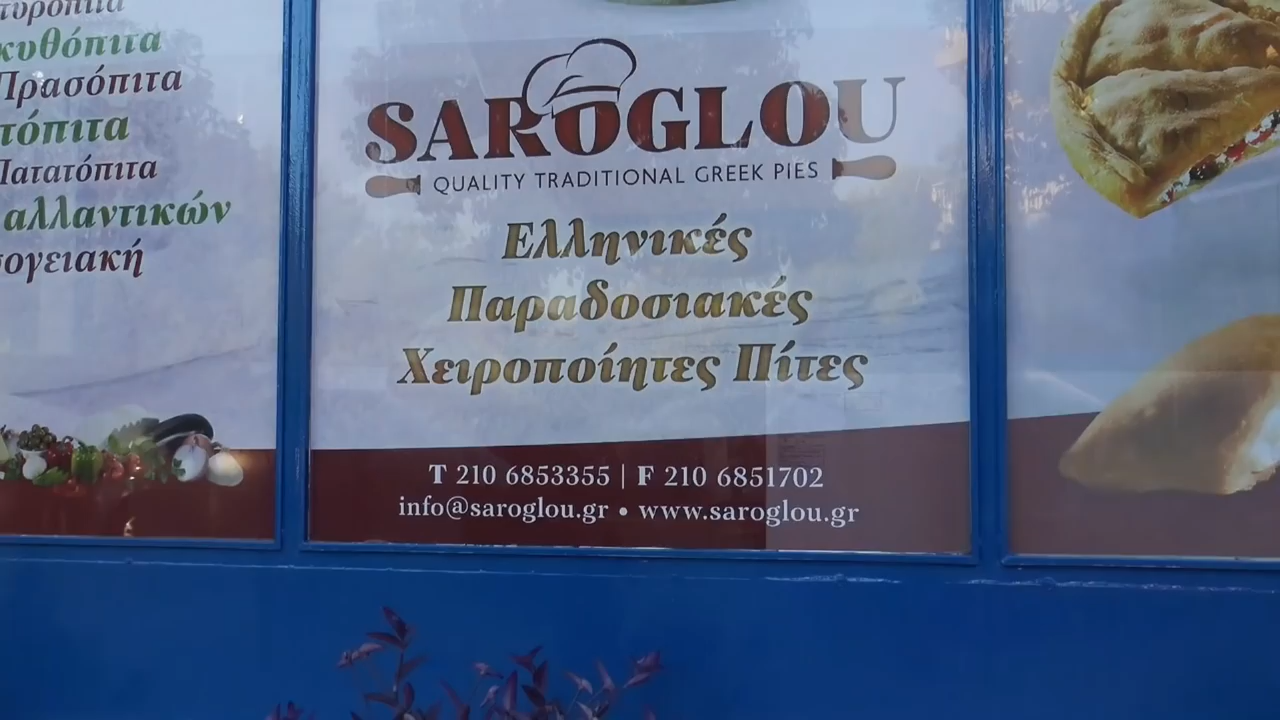 Πρασόπιτα
Πατατόπιτα
αλλαντικών
SAROGLOU
QUALITY TRADITIONAL GREEK PIES
Ελληνικές
Παραδοσιακές
Χειροποίητες Πίτες
T 210 6853355 | F 210 6851702
info@saroglou.gr • www.saroglou.gr